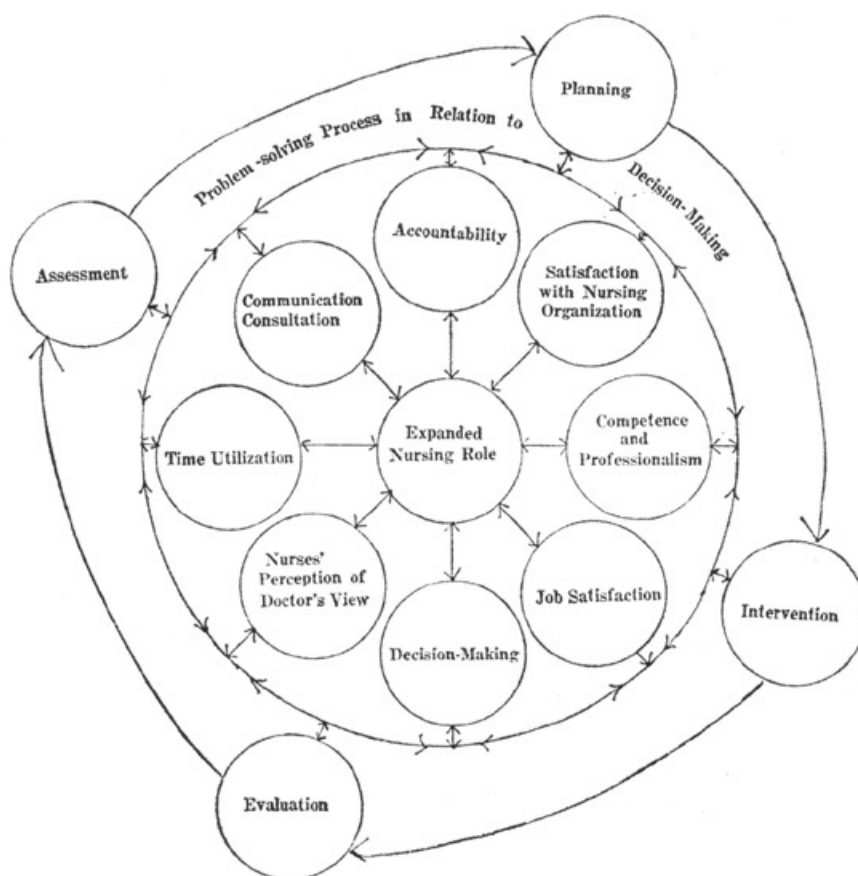 Planning
Problem-solving Process in Relation to
Decision-Making
Accountability
Assessment
Satisfaction
with Nursing
Organization
Communication
Consultation
Expanded
Nursing Role
Competence
and
Professionalism
Time Utilization
Nurses'
Perception of
Doctor's View
Job Satisfaction
Intervention
Decision-Making
Evaluation